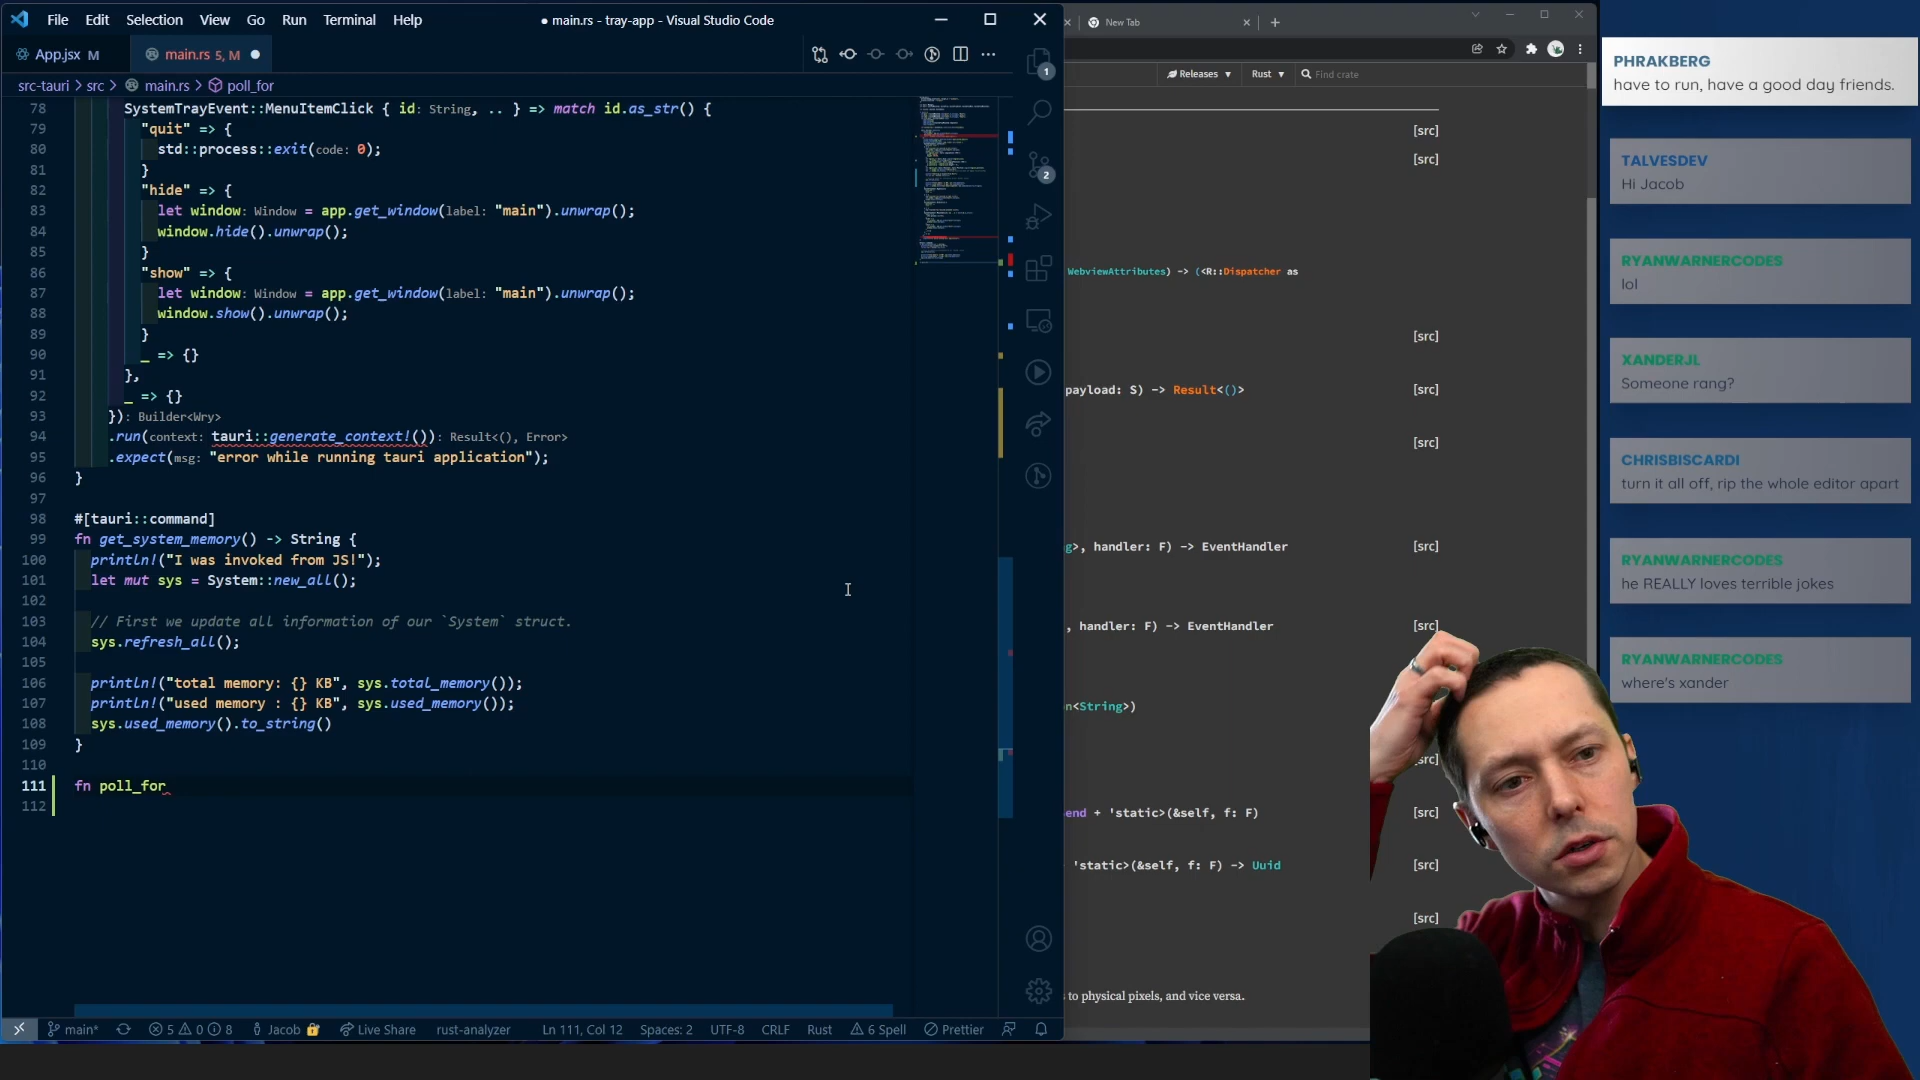 File Edit Selection View Go Run Terminal Help
● main.rs - tray-app - Visual Studio Code
App.jsx M
main.rs 5, M
src-tauri > src > main.rs > poll_for
78 SystemTrayEvent::MenuItemClick { id: String, .. } => match id.as_str() {
79 "quit" => {
80 std::process::exit(code: 0);
81 }
82 "hide" => {
83 let window: Window = app.get_window(label: "main").unwrap();
84 window.hide().unwrap();
85 }
86 "show" => {
87 let window: Window = app.get_window(label: "main").unwrap();
88 window.show().unwrap();
89 }
90 _ => {}
91 },
92 _ => {}
93 }): Builder<Wry>
94 .run(context: tauri::generate_context!()): Result<(), Error>
95 .expect(msg: "error while running tauri application");
96 }
97
98 #[tauri::command]
99 fn get_system_memory() -> String {
100 println!("I was invoked from JS!");
101 let mut sys = System::new_all();
102
103 // First we update all information of our `System` struct.
104 sys.refresh_all();
105
106 println!("total memory: {} KB", sys.total_memory());
107 println!("used memory : {} KB", sys.used_memory());
108 sys.used_memory().to_string()
109 }
110
111 fn poll_for
112
1
2
main* 5 0 8 Jacob Live Share rust-analyzer Ln 111, Col 12 Spaces: 2 UTF-8 CRLF Rust 6 Spell Prettier
New Tab
Releases Rust Find crate
[src]
[src]
WebviewAttributes) -> (<R::Dispatcher as
[src]
payload: S) -> Result<()> [src]
[src]
g>, handler: F) -> EventHandler [src]
, handler: F) -> EventHandler [src]
n<String>)
end + 'static>(&self, f: F) [src]
'static>(&self, f: F) -> Uuid [src]
[src]
to physical pixels, and vice versa.
PHRAKBERG
have to run, have a good day friends.
TALVESDEV
Hi Jacob
RYANWARNERCODES
lol
XANDERJL
Someone rang?
CHRISBISCARDI
turn it all off, rip the whole editor apart
RYANWARNERCODES
he REALLY loves terrible jokes
RYANWARNERCODES
where's xander